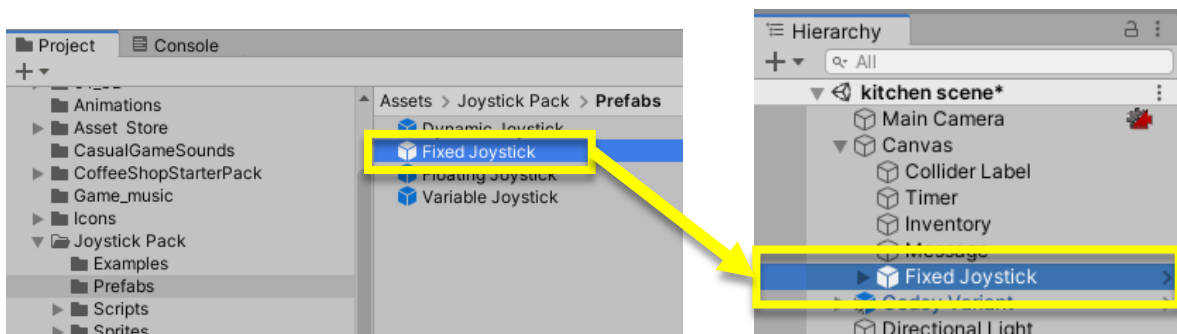 Project
Console
Animations
Asset Store
CasualGameSounds
CoffeeShopStarterPack
Game_music
Icons
Joystick Pack
Examples
Prefabs
Scripts
Sprites
Assets > Joystick Pack > Prefabs
Dynamic Joystick
Fixed Joystick
Floating Joystick
Variable Joystick
Hierarchy
All
kitchen scene*
Main Camera
Canvas
Collider Label
Timer
Inventory
Message
Fixed Joystick
Variant
Directional Light